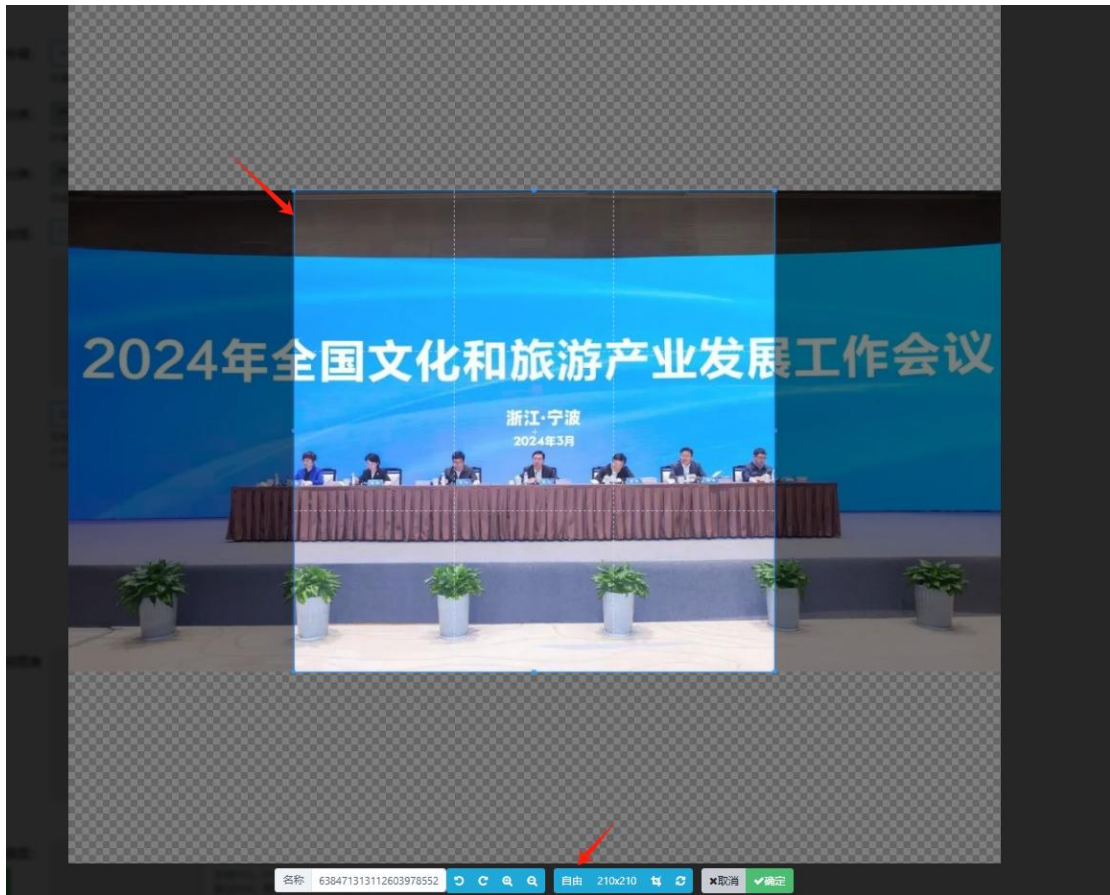 2024年全国文化和旅游产业发展工作会议
浙江·宁波
2024年3月
名称 638471313112603978552 自由 210x210 ✖取消 ✔确定